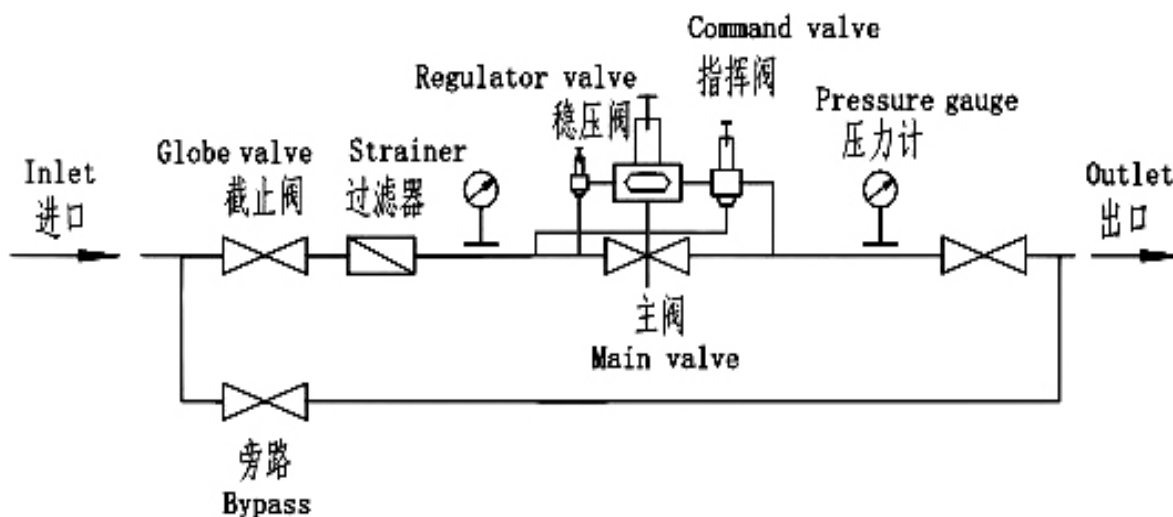 Command valve
指挥阀
Regulator valve
稳压阀
Pressure gauge
压力计
Globe valve
截止阀
Strainer
过滤器
Inlet
进口
Outlet
出口
主阀
Main valve
旁路
Bypass